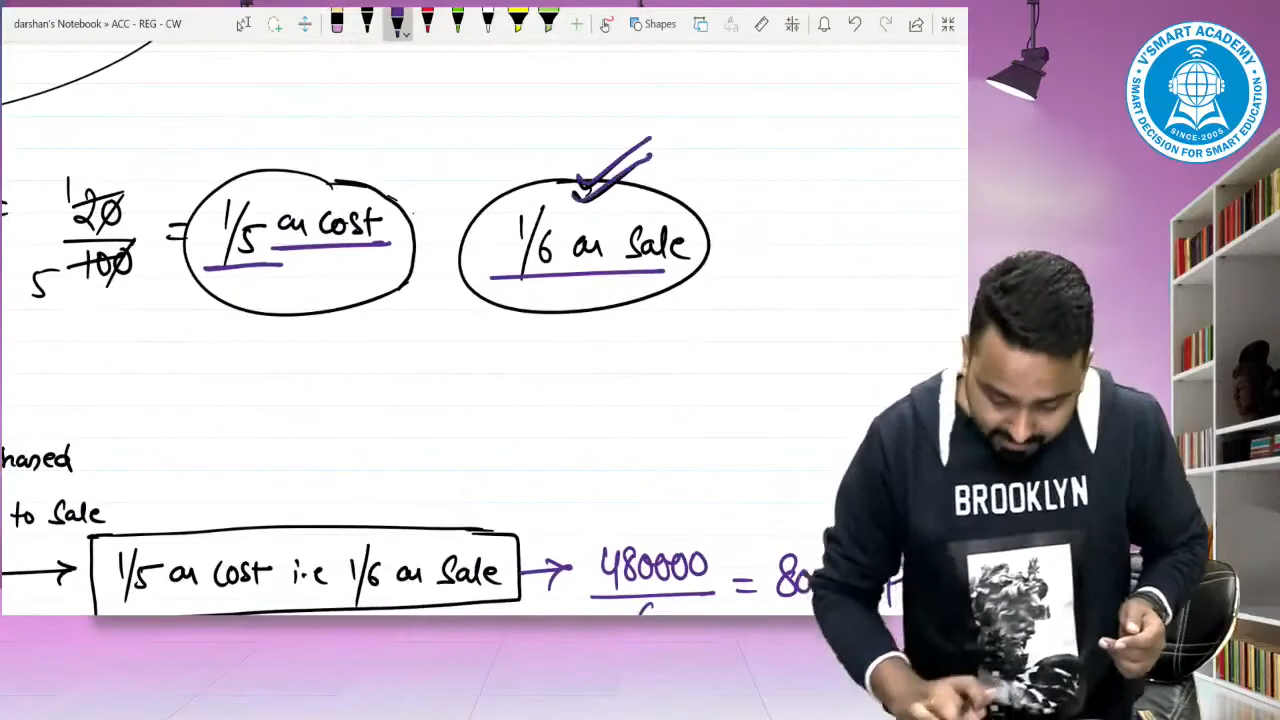 darshan's Notebook » ACC - REG - CW
Shapes
V'SMART ACADEMY
SINCE-2005
SMART DECISION FOR SMART EDUCATION
= 1 20
5 100
= 1/5 on cost
1/6 on Sale
to Sale
1/5 on cost i.e 1/6 on Sale
480000
=
BROOKLYN